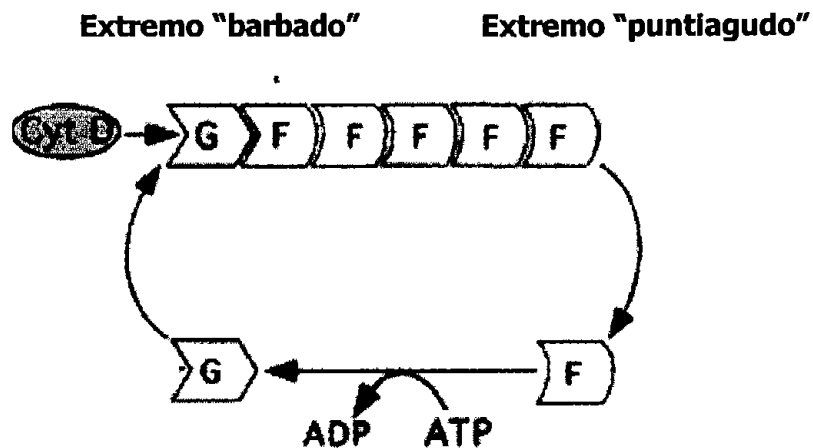 Extremo "barbado" Extremo "puntiagudo"
Cyt D G F F F F F
G F
ADP ATP